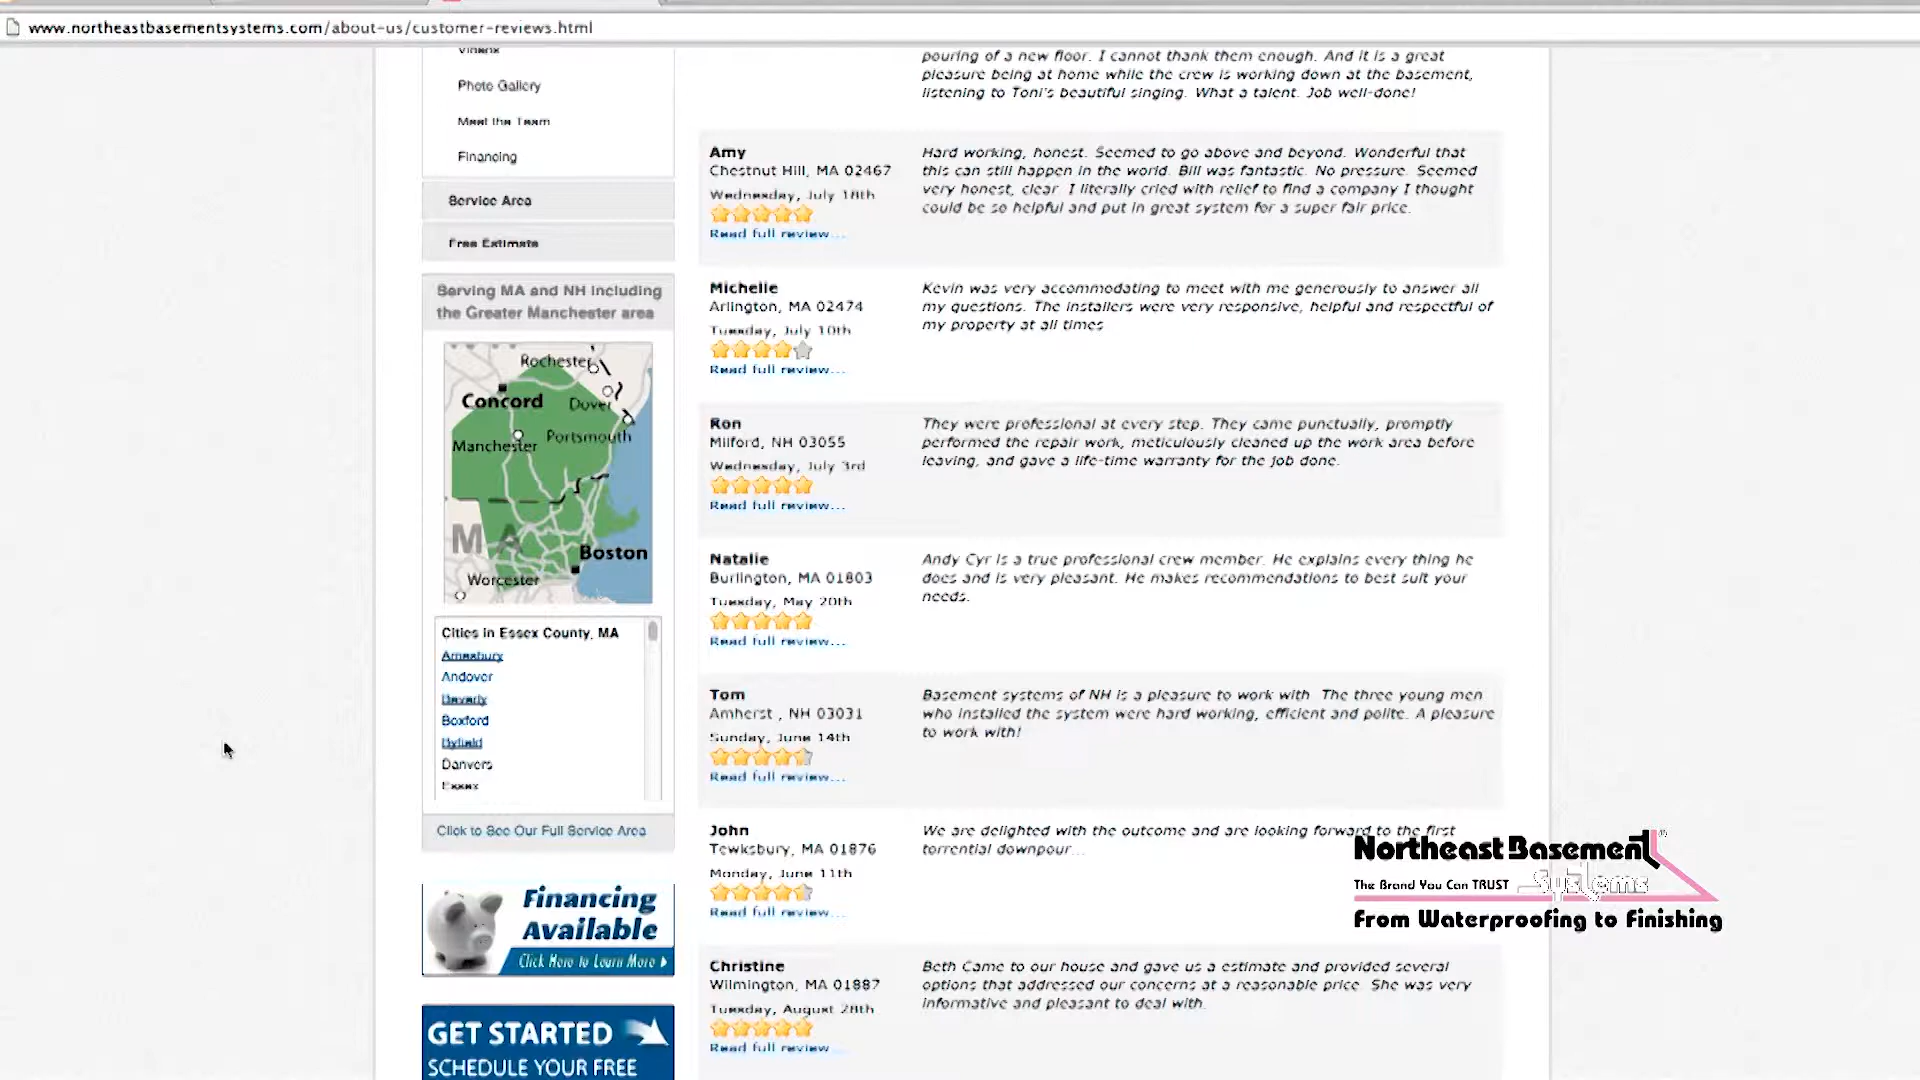 www.northeastbasementsystems.com/about-us/customer-reviews.html
Videos
Photo Gallery
Meet the Team
Financing
Service Area
Free Estimate
Serving MA and NH including
the Greater Manchester area
Rochester
Concord
Dover
Manchester
Portsmouth
MA
Boston
Worcester
Cities in Essex County, MA
Amesbury
Andover
Beverly
Boxford
Byfield
Danvers
Essex
Click to See Our Full Service Area
Financing
Available
Click Here to Learn More
GET STARTED
SCHEDULE YOUR FREE
pouring of a new floor. I cannot thank them enough. And it is a great
pleasure being at home while the crew is working down at the basement,
listening to Toni's beautiful singing. What a talent. Job well-done!
Amy
Chestnut Hill, MA 02467
Wednesday, July 18th
Read full review...
Hard working, honest. Seemed to go above and beyond. Wonderful that
this can still happen in the world. Bill was fantastic. No pressure. Seemed
very honest, clear. I literally cried with relief to find a company I thought
could be so helpful and put in great system for a super fair price.
Michelle
Arlington, MA 02474
Tuesday, July 10th
Read full review...
Kevin was very accommodating to meet with me generously to answer all
my questions. The installers were very responsive, helpful and respectful of
my property at all times
Ron
Milford, NH 03055
Wednesday, July 3rd
Read full review...
They were professional at every step. They came punctually, promptly
performed the repair work, meticulously cleaned up the work area before
leaving, and gave a life-time warranty for the job done.
Natalie
Burlington, MA 01803
Tuesday, May 20th
Read full review...
Andy Cyr is a true professional crew member. He explains every thing he
does and is very pleasant. He makes recommendations to best suit your
needs.
Tom
Amherst , NH 03031
Sunday, June 14th
Read full review...
Basement systems of NH is a pleasure to work with. The three young men
who installed the system were hard working, efficient and polite. A pleasure
to work with!
John
Tewksbury, MA 01876
Monday, June 11th
Read full review...
We are delighted with the outcome and are looking forward to the first
torrential downpour...
Christine
Wilmington, MA 01887
Tuesday, August 28th
Read full review...
Beth Came to our house and gave us a estimate and provided several
options that addressed our concerns at a reasonable price. She was very
informative and pleasant to deal with.
Northeast Basement
The Brand You Can TRUST Systems
From Waterproofing to Finishing